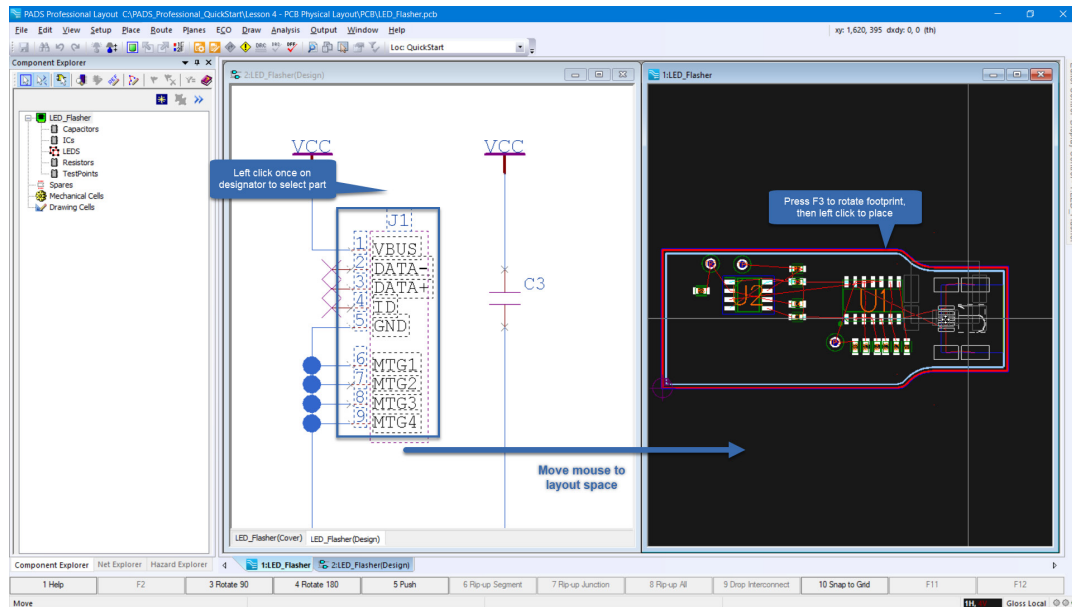 PADS Professional Layout C:\PADS_Professional_QuickStart\Lesson 4 - PCB Physical Layout\PCB\LED_Flasher.pcb
File Edit View Setup Place Route Planes ECO Draw Analysis Output Window Help
xy: 1,620, 395 dxdy: 0, 0 (th)
Loc: QuickStart
Component Explorer
LED_Flasher
Capacitors
ICs
LEDS
Resistors
TestPoints
Spares
Mechanical Cells
Drawing Cells
2:LED_Flasher(Design)
VCC VCC
Left click once on
designator to select part
J1
1 VBUS
2 DATA-
3 DATA+
4 ID
5 GND
6 MTG1
7 MTG2
8 MTG3
9 MTG4
C3
Move mouse to
layout space
LED_Flasher(Cover) LED_Flasher(Design)
1:LED_Flasher
Press F3 to rotate footprint,
then left click to place
U2 U1
Component Explorer Net Explorer Hazard Explorer 1:LED_Flasher 2:LED_Flasher(Design)
1 Help F2 3 Rotate 90 4 Rotate 180 5 Push 6 Rip-up Segment 7 Rip-up Junction 8 Rip-up All 9 Drop Interconnect 10 Snap to Grid F11 F12
Move 1H, Gloss Local